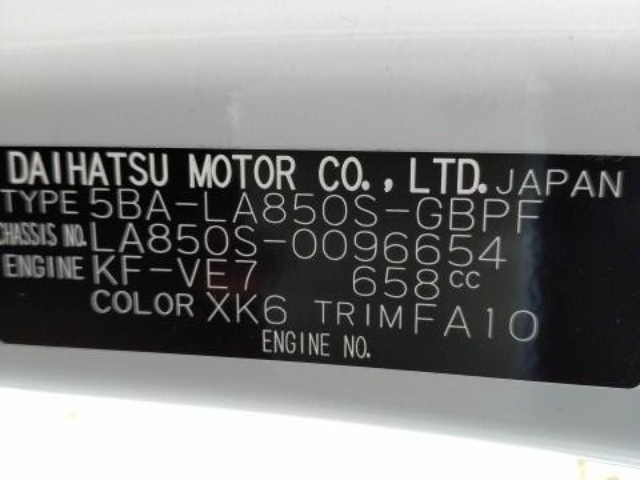 DAIHATSU MOTOR CO., LTD. JAPAN
TYPE 5BA-LA850S-GBPF
CHASSIS NO. LA850S-0096654
ENGINE KF-VE7 658cc
COLOR XK6 TRIM FA10
ENGINE NO.